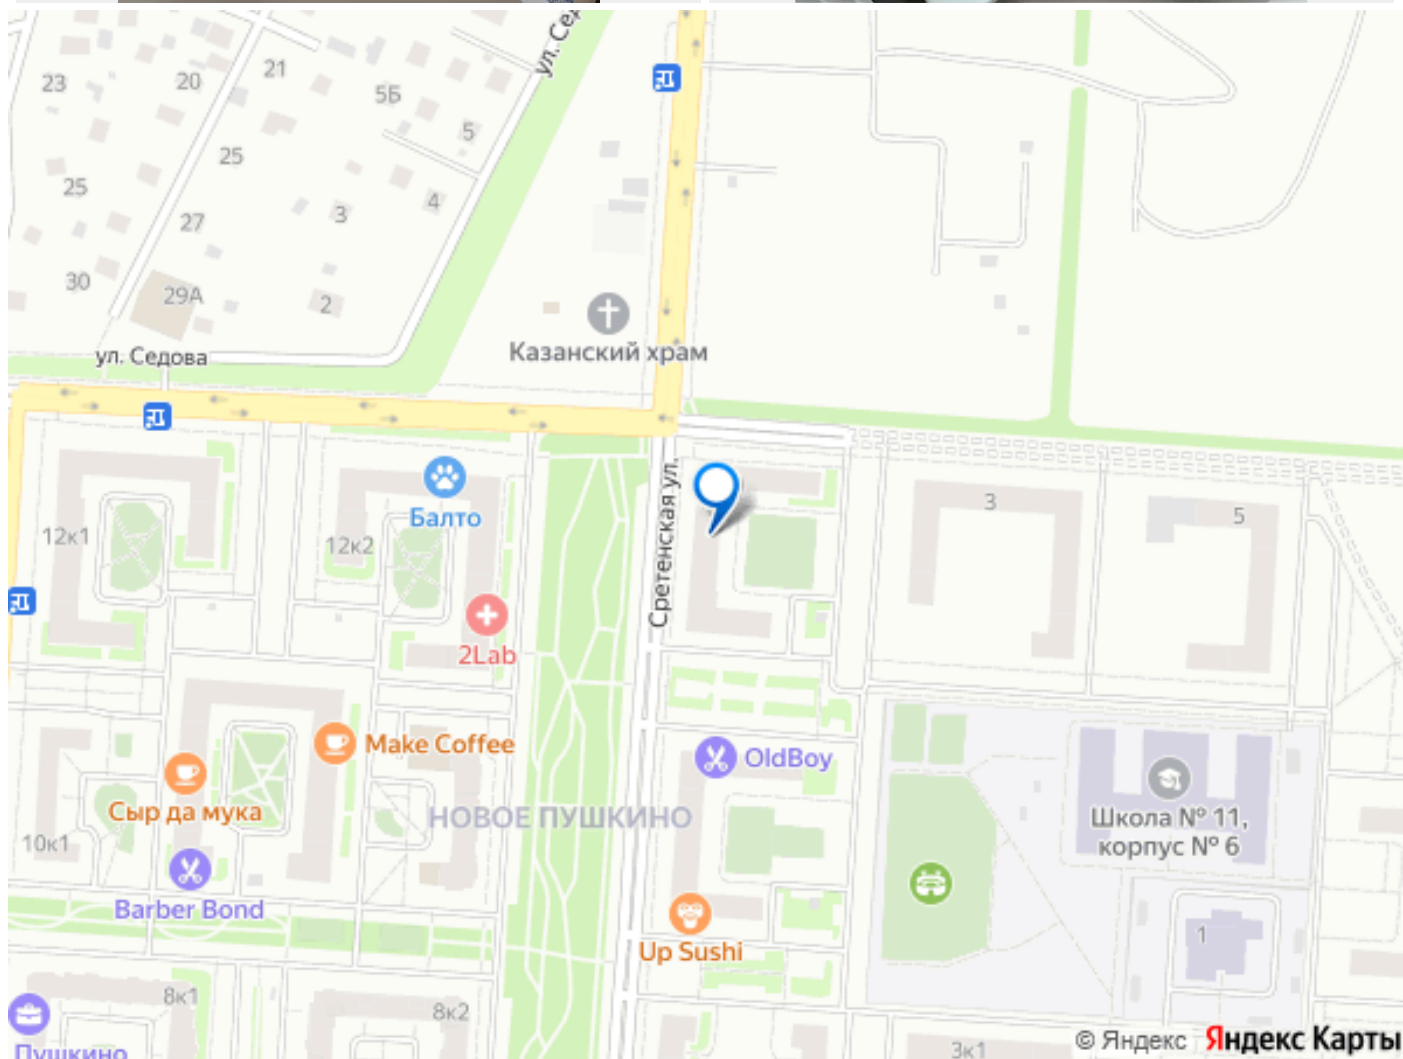 ул. Сед
23
20
21
5Б
5
25
25
27
3
4
30
29А
2
ул. Седова
Казанский храм
Балто
12к1
12к2
Сретенская ул.
3
5
2Lab
Make Coffee
OldBoy
Сыр да мука
НОВОЕ ПУШКИНО
Школа № 11,
корпус № 6
10к1
Barber Bond
Up Sushi
1
8к1
8к2
Пушкино
3к1
© Яндекс Яндекс Карты